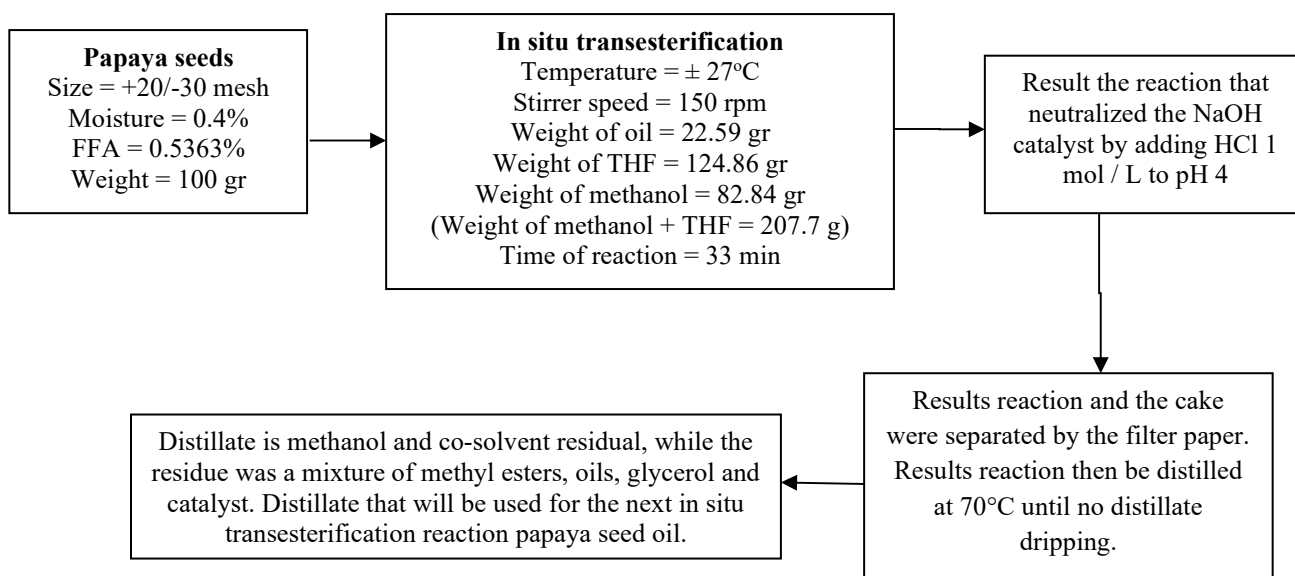 Papaya seeds
Size = +20/-30 mesh
Moisture = 0.4%
FFA = 0.5363%
Weight = 100 gr
In situ transesterification
Temperature = ± 27°C
Stirrer speed = 150 rpm
Weight of oil = 22.59 gr
Weight of THF = 124.86 gr
Weight of methanol = 82.84 gr
(Weight of methanol + THF = 207.7 g)
Time of reaction = 33 min
Result the reaction that
neutralized the NaOH
catalyst by adding HCl 1
mol / L to pH 4
Results reaction and the cake
were separated by the filter paper.
Results reaction then be distilled
at 70°C until no distillate
dripping.
Distillate is methanol and co-solvent residual, while the
residue was a mixture of methyl esters, oils, glycerol and
catalyst. Distillate that will be used for the next in situ
transesterification reaction papaya seed oil.